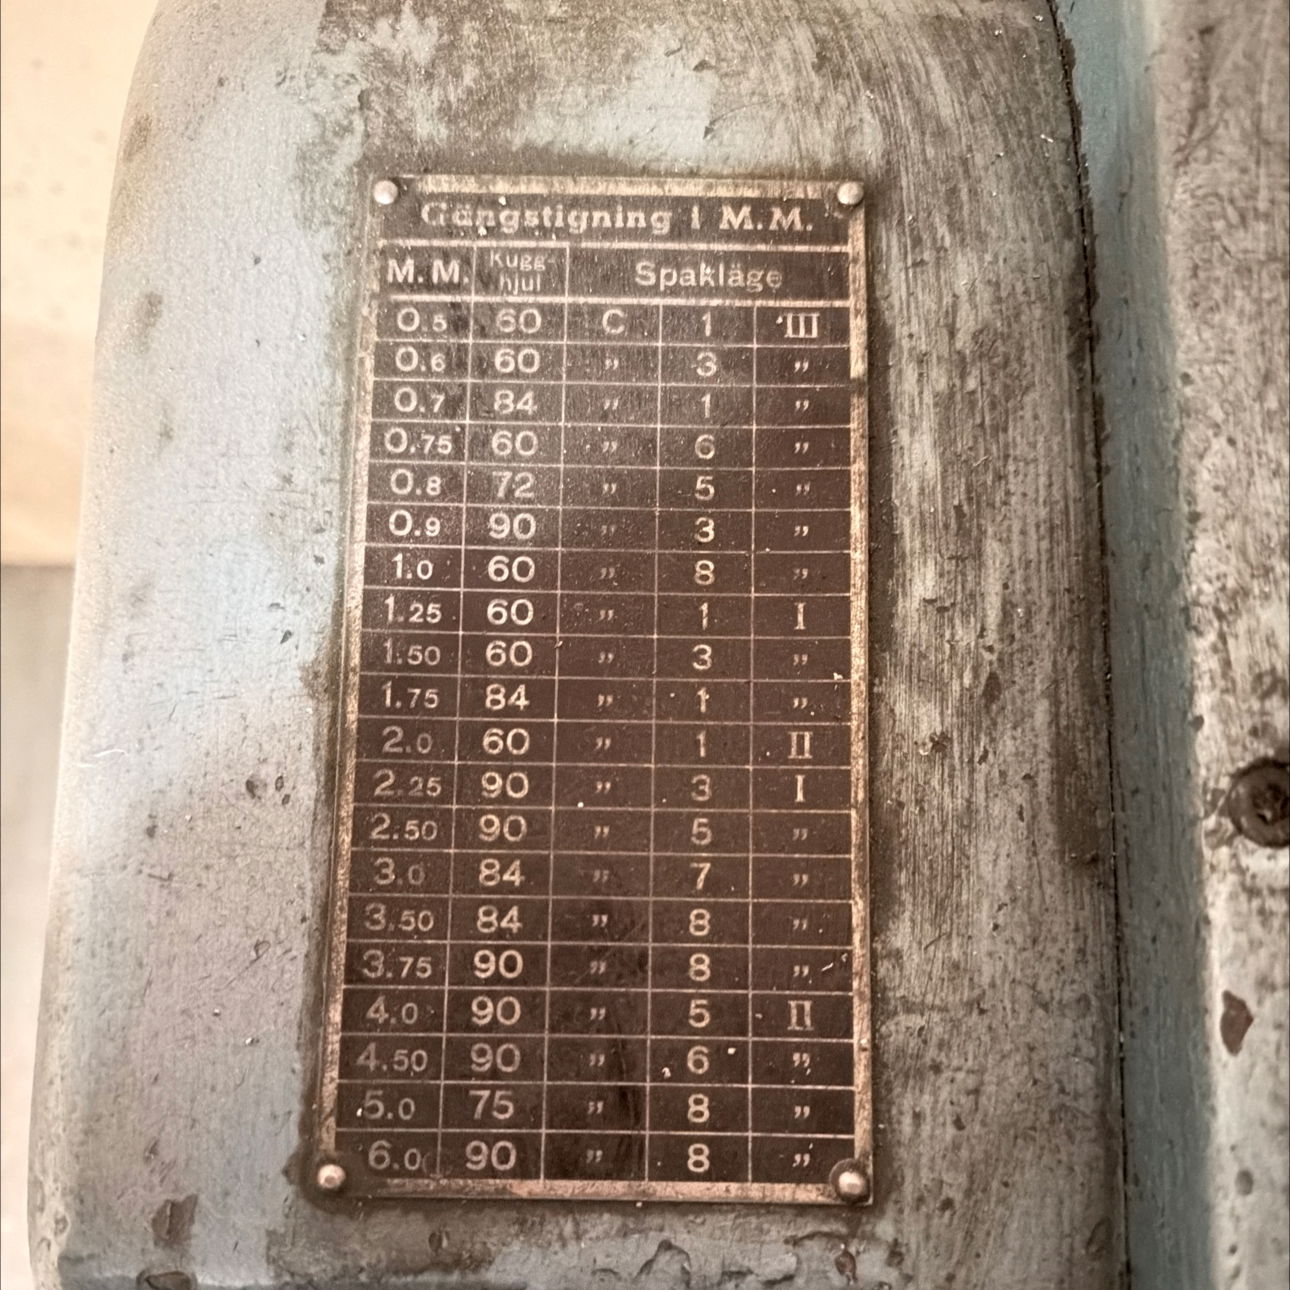 Gängstigning i M.M.
M.M. Kugg-hjul Spakläge
0.5 60 C 1 III
0.6 60 " 3 "
0.7 84 " 1 "
0.75 60 " 6 "
0.8 72 " 5 "
0.9 90 " 3 "
1.0 60 " 8 "
1.25 60 " 1 I
1.50 60 " 3 "
1.75 84 " 1 "
2.0 60 " 1 II
2.25 90 " 3 I
2.50 90 " 5 "
3.0 84 " 7 "
3.50 84 " 8 "
3.75 90 " 8 "
4.0 90 " 5 II
4.50 90 " 6 "
5.0 75 " 8 "
6.0 90 " 8 "